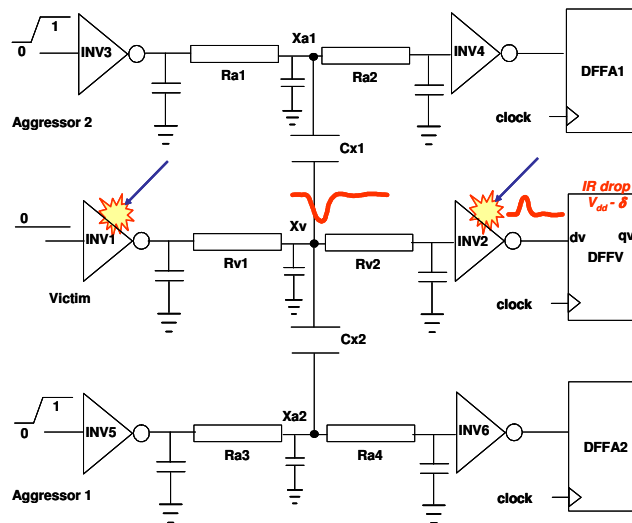 1
0
INV3
Ra1
Xa1
Ra2
INV4
DFFA1
clock
Aggressor 2
Cx1
0
INV1
Rv1
Xv
Rv2
INV2
IR drop
Vdd - δ
dv
qv
DFFV
clock
Victim
Cx2
1
0
INV5
Ra3
Xa2
Ra4
INV6
DFFA2
clock
Aggressor 1